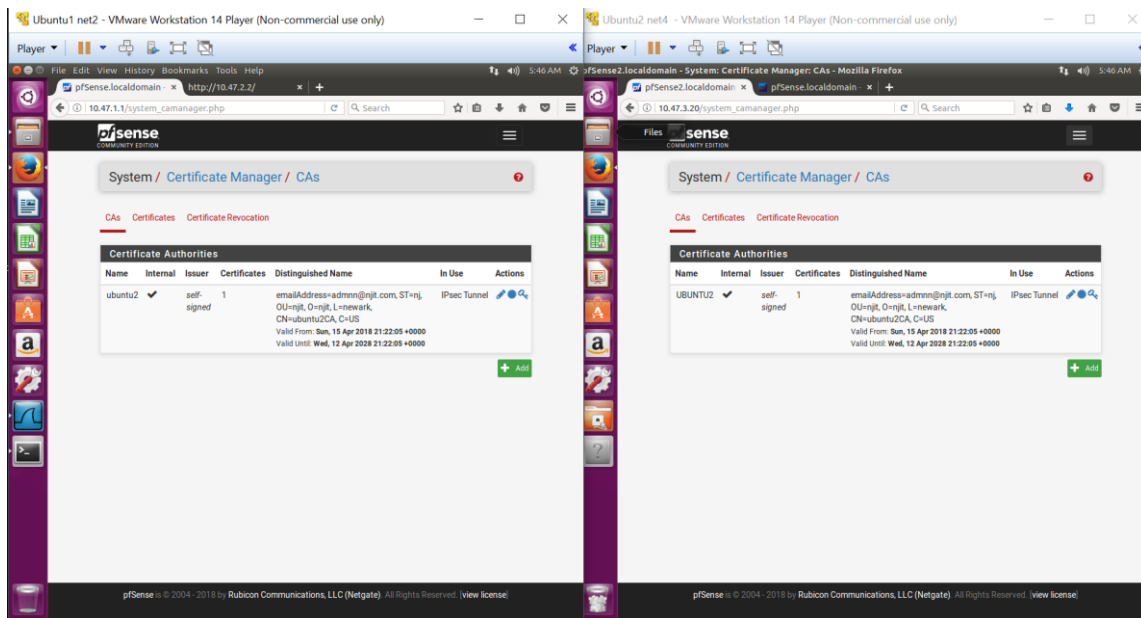 Ubuntu1 net2 - VMware Workstation 14 Player (Non-commercial use only)
Player
File Edit View History Bookmarks Tools Help
5:46 AM
pfSense.localdomain -
http://10.47.2.2/
10.47.1.1/system_camanager.php
Search
pfsense
COMMUNITY EDITION
System / Certificate Manager / CAs
CAs Certificates Certificate Revocation
Certificate Authorities
Name Internal Issuer Certificates Distinguished Name In Use Actions
ubuntu2 self-signed 1 emailAddress=admnn@njit.com, ST=nj, IPsec Tunnel
OU=njit, O=njit, L=newark,
CN=ubuntu2CA, C=US
Valid From: Sun, 15 Apr 2018 21:22:05 +0000
Valid Until: Wed, 12 Apr 2028 21:22:05 +0000
Add
pfSense is © 2004 - 2018 by Rubicon Communications, LLC (Netgate). All Rights Reserved. [view license]
Ubuntu2 net4 - VMware Workstation 14 Player (Non-commercial use only)
Player
pfSense2.localdomain - System: Certificate Manager: CAs - Mozilla Firefox
5:46 AM
pfSense2.localdomain
pfSense.localdomain -
10.47.3.20/system_camanager.php
Search
Files
sense
COMMUNITY EDITION
System / Certificate Manager / CAs
CAs Certificates Certificate Revocation
Certificate Authorities
Name Internal Issuer Certificates Distinguished Name In Use Actions
UBUNTU2 self-signed 1 emailAddress=admnn@njit.com, ST=nj, IPsec Tunnel
OU=njit, O=njit, L=newark,
CN=ubuntu2CA, C=US
Valid From: Sun, 15 Apr 2018 21:22:05 +0000
Valid Until: Wed, 12 Apr 2028 21:22:05 +0000
Add
pfSense is © 2004 - 2018 by Rubicon Communications, LLC (Netgate). All Rights Reserved. [view license]